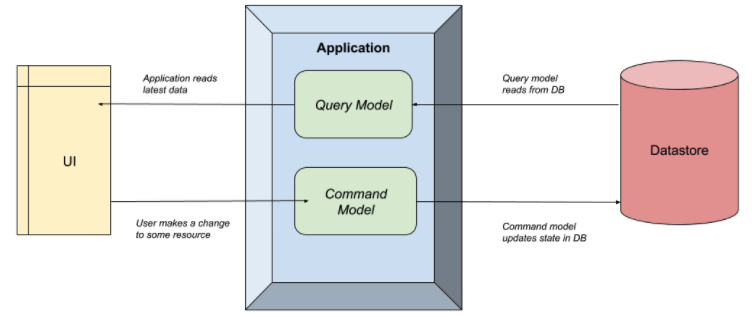 Application
Application reads
latest data
Query Model
Query model
reads from DB
UI
Datastore
Command
Model
User makes a change
to some resource
Command model
updates state in DB